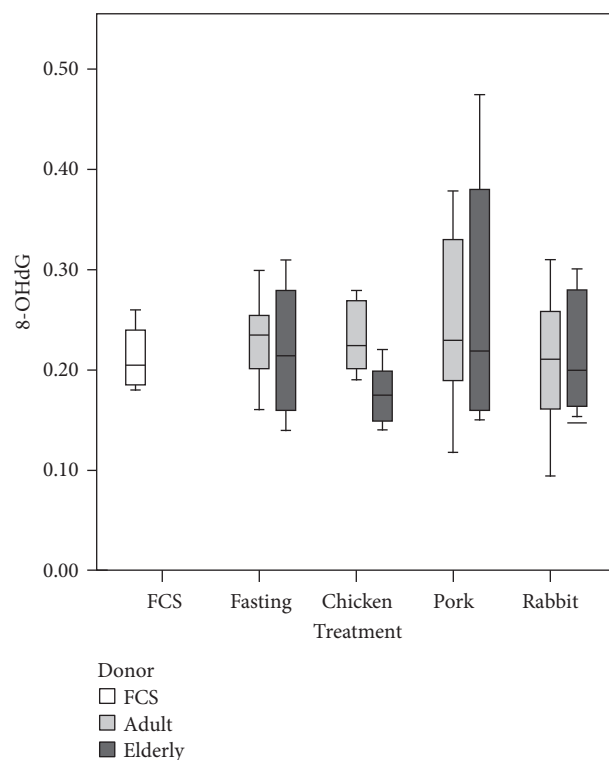 0.50
0.40
0.30
0.20
0.10
0.00
8-OHdG
FCS Fasting Chicken Pork Rabbit
Treatment
Donor
FCS
Adult
Elderly